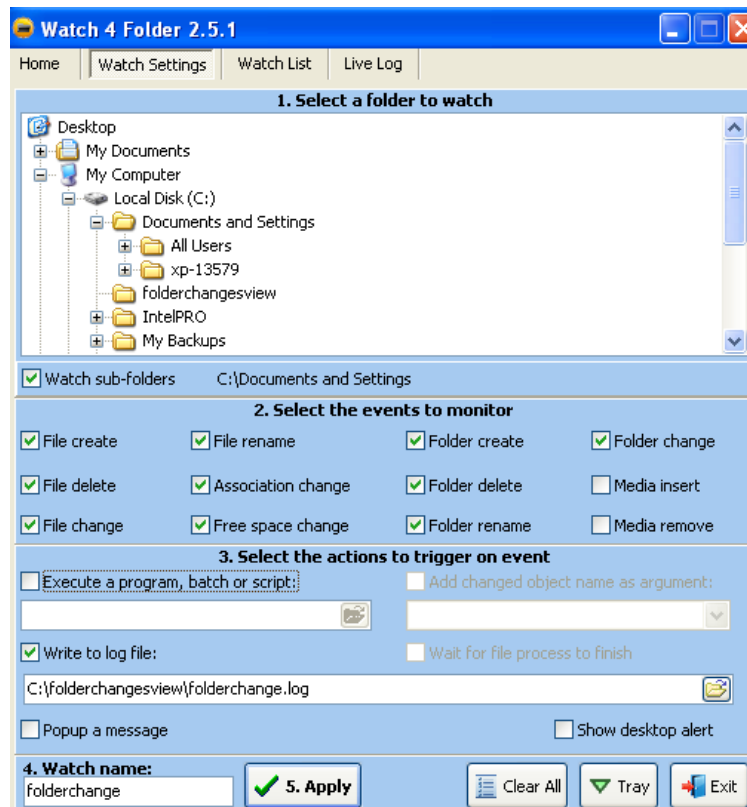 Watch 4 Folder 2.5.1
Home Watch Settings Watch List Live Log
1. Select a folder to watch
Desktop
My Documents
My Computer
Local Disk (C:)
Documents and Settings
All Users
xp-13579
folderchangesview
IntelPRO
My Backups
Watch sub-folders C:\Documents and Settings
2. Select the events to monitor
File create File rename Folder create Folder change
File delete Association change Folder delete Media insert
File change Free space change Folder rename Media remove
3. Select the actions to trigger on event
Execute a program, batch or script: Add changed object name as argument:
Write to log file: Wait for file process to finish
C:\folderchangesview\folderchange.log
Popup a message Show desktop alert
4. Watch name:
folderchange 5. Apply Clear All Tray Exit